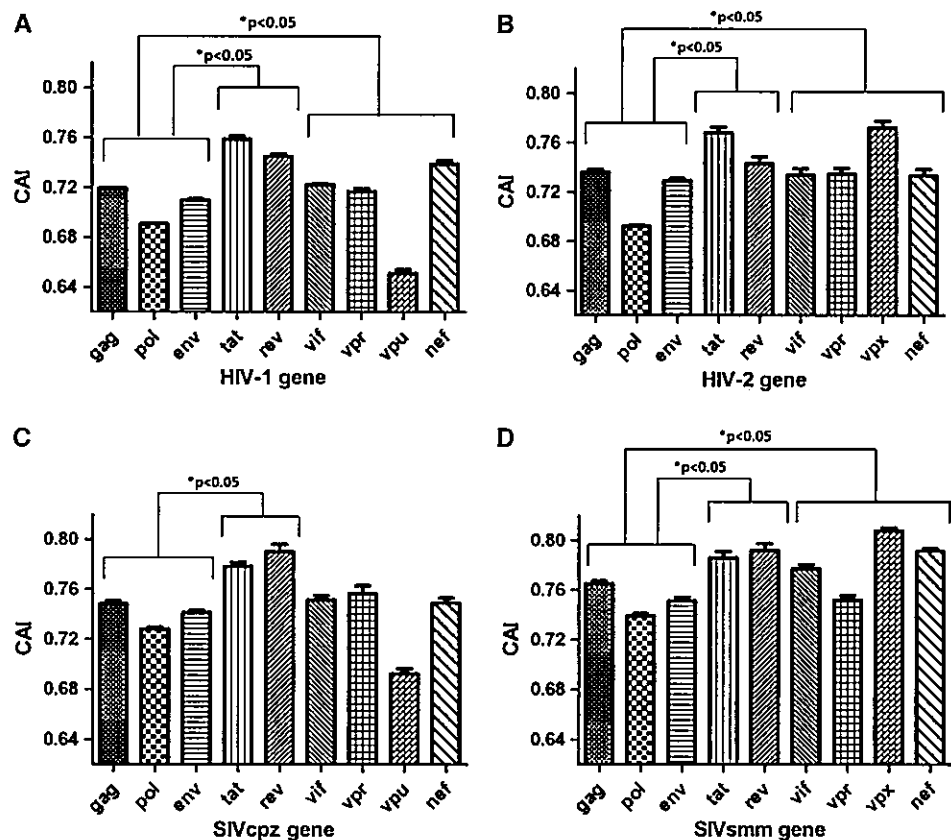 A
*p<0.05
*p<0.05
CAI
0.80
0.76
0.72
0.68
0.64
gag pol env tat rev vif vpr vpu nef
HIV-1 gene
B
*p<0.05
*p<0.05
CAI
0.80
0.76
0.72
0.68
0.64
gag pol env tat rev vif vpr vpx nef
HIV-2 gene
C
*p<0.05
CAI
0.80
0.76
0.72
0.68
0.64
gag pol env tat rev vif vpr vpu nef
SIVcpz gene
D
*p<0.05
*p<0.05
CAI
0.80
0.76
0.72
0.68
0.64
gag pol env tat rev vif vpr vpx nef
SIVsmm gene